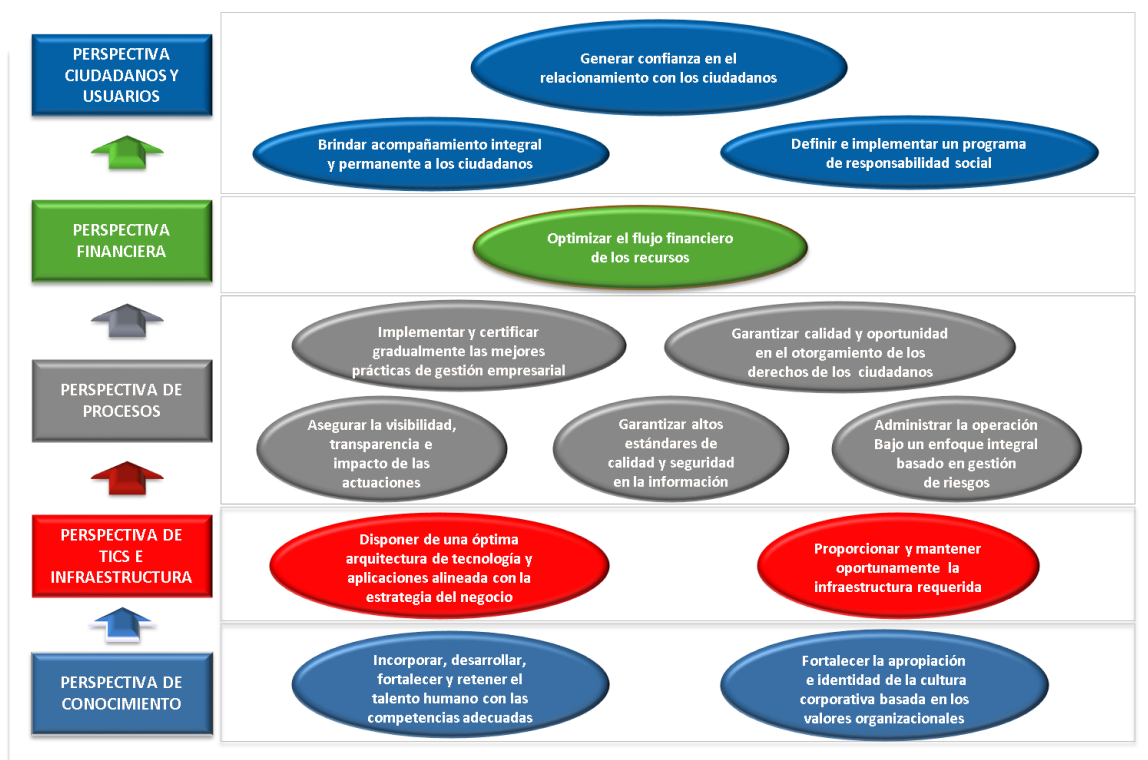 PERSPECTIVA
CIUDADANOS Y
USUARIOS
Generar confianza en el
relacionamiento con los ciudadanos
Brindar acompañamiento integral
y permanente a los ciudadanos
Definir e implementar un programa
de responsabilidad social
PERSPECTIVA
FINANCIERA
Optimizar el flujo financiero
de los recursos
PERSPECTIVA DE
PROCESOS
Implementar y certificar
gradualmente las mejores
prácticas de gestión empresarial
Garantizar calidad y oportunidad
en el otorgamiento de los
derechos de los ciudadanos
Asegurar la visibilidad,
transparencia e
impacto de las
actuaciones
Garantizar altos
estándares de
calidad y seguridad
en la información
Administrar la operación
Bajo un enfoque integral
basado en gestión
de riesgos
PERSPECTIVA DE
TICS E
INFRAESTRUCTURA
Disponer de una óptima
arquitectura de tecnología y
aplicaciones alineada con la
estrategia del negocio
Proporcionar y mantener
oportunamente la
infraestructura requerida
PERSPECTIVA DE
CONOCIMIENTO
Incorporar, desarrollar,
fortalecer y retener el
talento humano con las
competencias adecuadas
Fortalecer la apropiación
e identidad de la cultura
corporativa basada en los
valores organizacionales